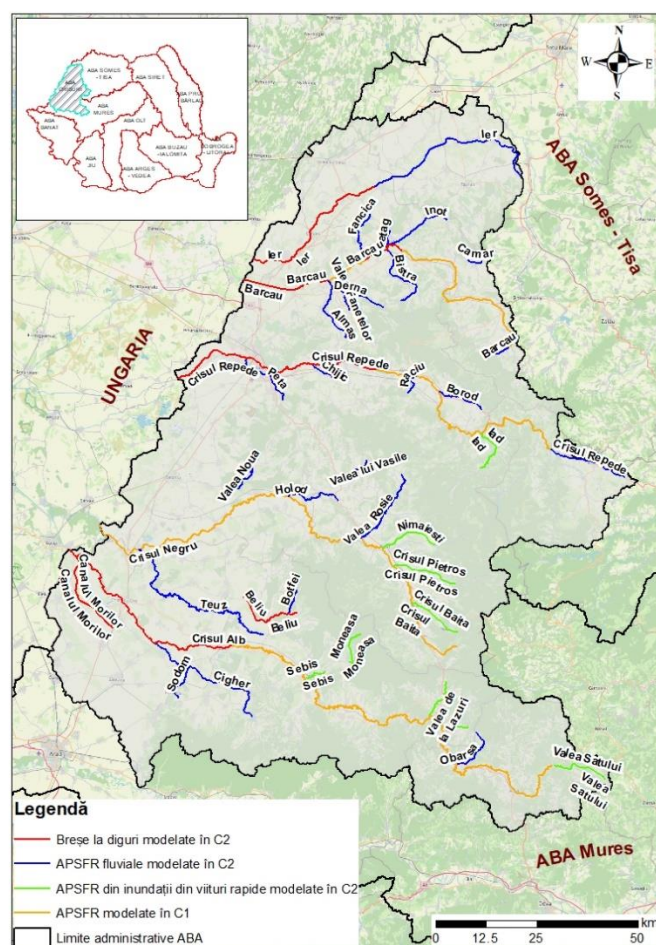 ABA SOMES
- TISA
ABA SIRET
ABA
CRISURI
ABA PRUT
BARLAD
ABA
MURES
ABA OLT
ABA
BANAT
ABA BUZAU
- IALOMITA
DOBROGEA
- LITORAL
ABA
JIU
ABA ARGES
- VEDEA
N
W
E
S
ABA Somes - Tisa
UNGARIA
ABA Mures
Ier
Ier
Ier
Fancica
Inot
Barcau
Camar
Bistra
Barcau
Barcau
Derna
Almas
Barcau
Crisul Repede
Crisul Repede
Peta
Chijic
Raciu
Borod
Iad
Iad
Crisul Repede
Valea Noua
Holod
Valea lui Vasile
Valea Rosie
Nimaiesti
Crisul Negru
Crisul Pietros
Crisul Pietros
Crisul Baita
Crisul
Baita
Canalul Morilor
Canalul Morilor
Teuz
Beliu
Botfei
Beliu
Crisul Alb
Moneasa
Moneasa
Sebis
Sebis
Sodom
Cigher
Valea de
la Lazuri
Obarsa
Valea Satului
Valea
Satului
Legendă
Breșe la diguri modelate în C2
APSFR fluviale modelate în C2
APSFR din inundații din viituri rapide modelate în C2
APSFR modelate în C1
Limite administrative ABA
km
0 12.5 25 50